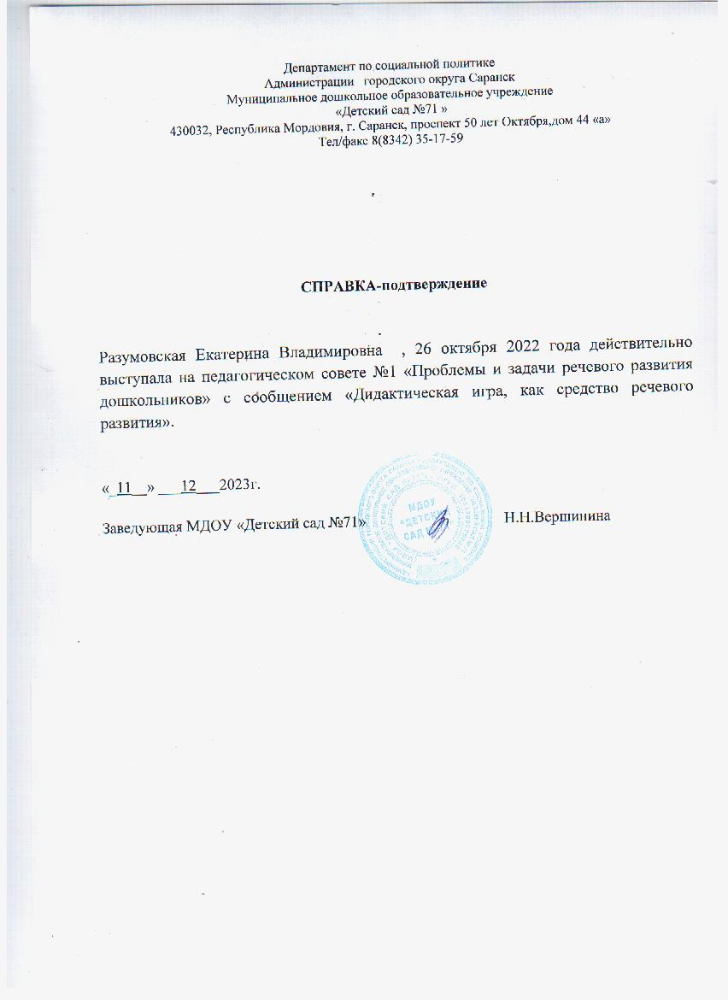 Департамент по социальной политике
Администрации городского округа Саранск
Муниципальное дошкольное образовательное учреждение
«Детский сад №71 »
430032, Республика Мордовия, г. Саранск, проспект 50 лет Октября,дом 44 «а»
Тел/факс 8(8342) 35-17-59
СПРАВКА-подтверждение
Разумовская Екатерина Владимировна , 26 октября 2022 года действительно
выступала на педагогическом совете №1 «Проблемы и задачи речевого развития
дошкольников» с сообщением «Дидактическая игра, как средство речевого
развития».
«_11__» ___12___2023г.
Заведующая МДОУ «Детский сад №71»
Н.Н.Вершинина
МДОУ
«ДЕТСКИЙ
САД